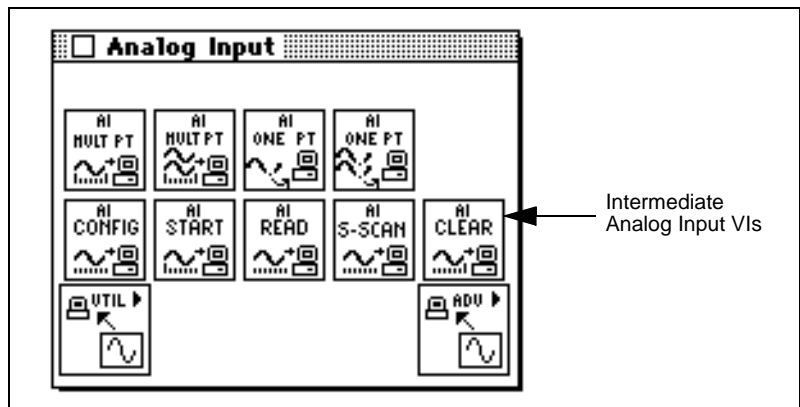 Analog Input
AI MULT PT
AI MULT PT
AI ONE PT
AI ONE PT
AI CONFIG
AI START
AI READ
AI S-SCAN
AI CLEAR
Intermediate
Analog Input VIs
UTIL
ADV